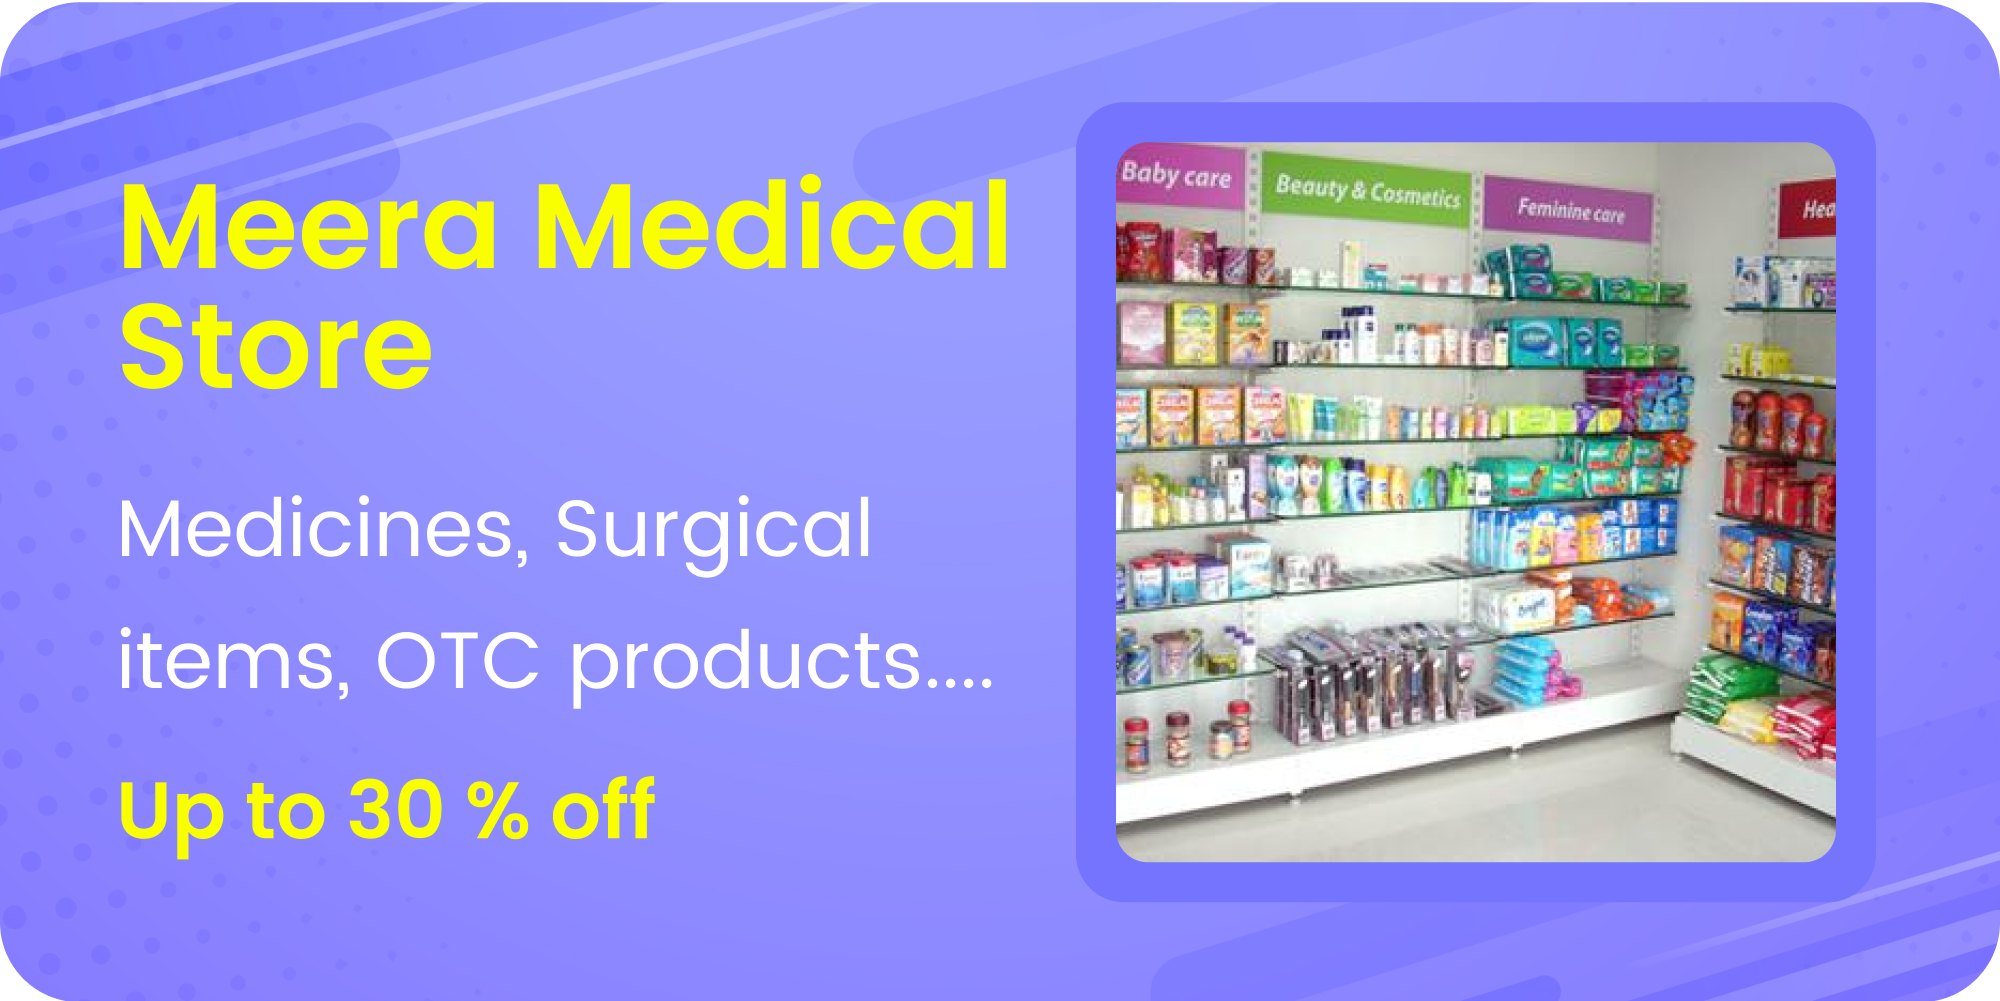 Meera Medical
Store
Medicines, Surgical
items, OTC products....
Up to 30 % off
Baby care
Beauty & Cosmetics
Feminine care